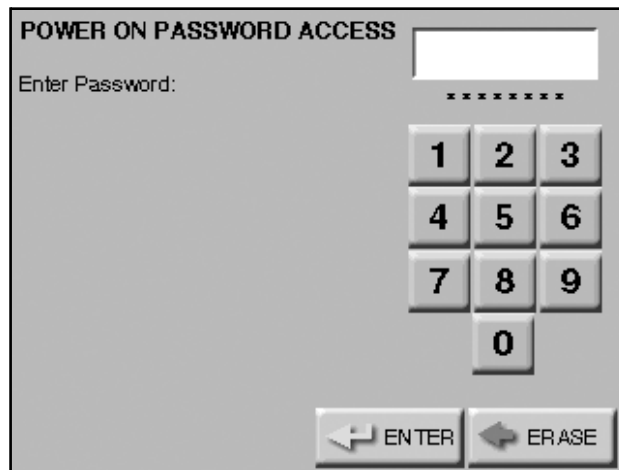 POWER ON PASSWORD ACCESS
Enter Password:
********
1 2 3
4 5 6
7 8 9
0
ENTER ERASE